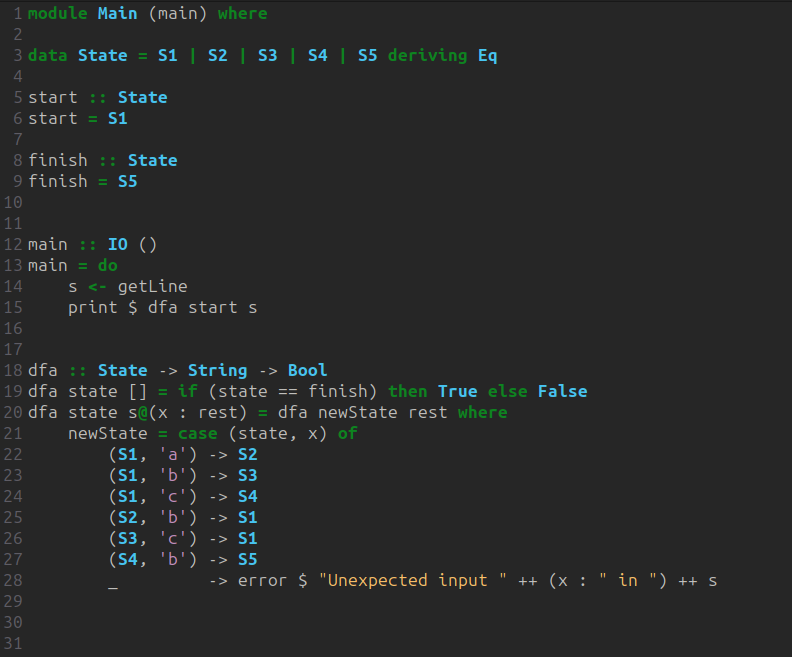 1 module Main (main) where
2
3 data State = S1 | S2 | S3 | S4 | S5 deriving Eq
4
5 start :: State
6 start = S1
7
8 finish :: State
9 finish = S5
10
11
12 main :: IO ()
13 main = do
14     s <- getLine
15     print $ dfa start s
16
17
18 dfa :: State -> String -> Bool
19 dfa state [] = if (state == finish) then True else False
20 dfa state s@(x : rest) = dfa newState rest where
21     newState = case (state, x) of
22         (S1, 'a') -> S2
23         (S1, 'b') -> S3
24         (S1, 'c') -> S4
25         (S2, 'b') -> S1
26         (S3, 'c') -> S1
27         (S4, 'b') -> S5
28         _         -> error $ "Unexpected input " ++ (x : " in ") ++ s
29
30
31